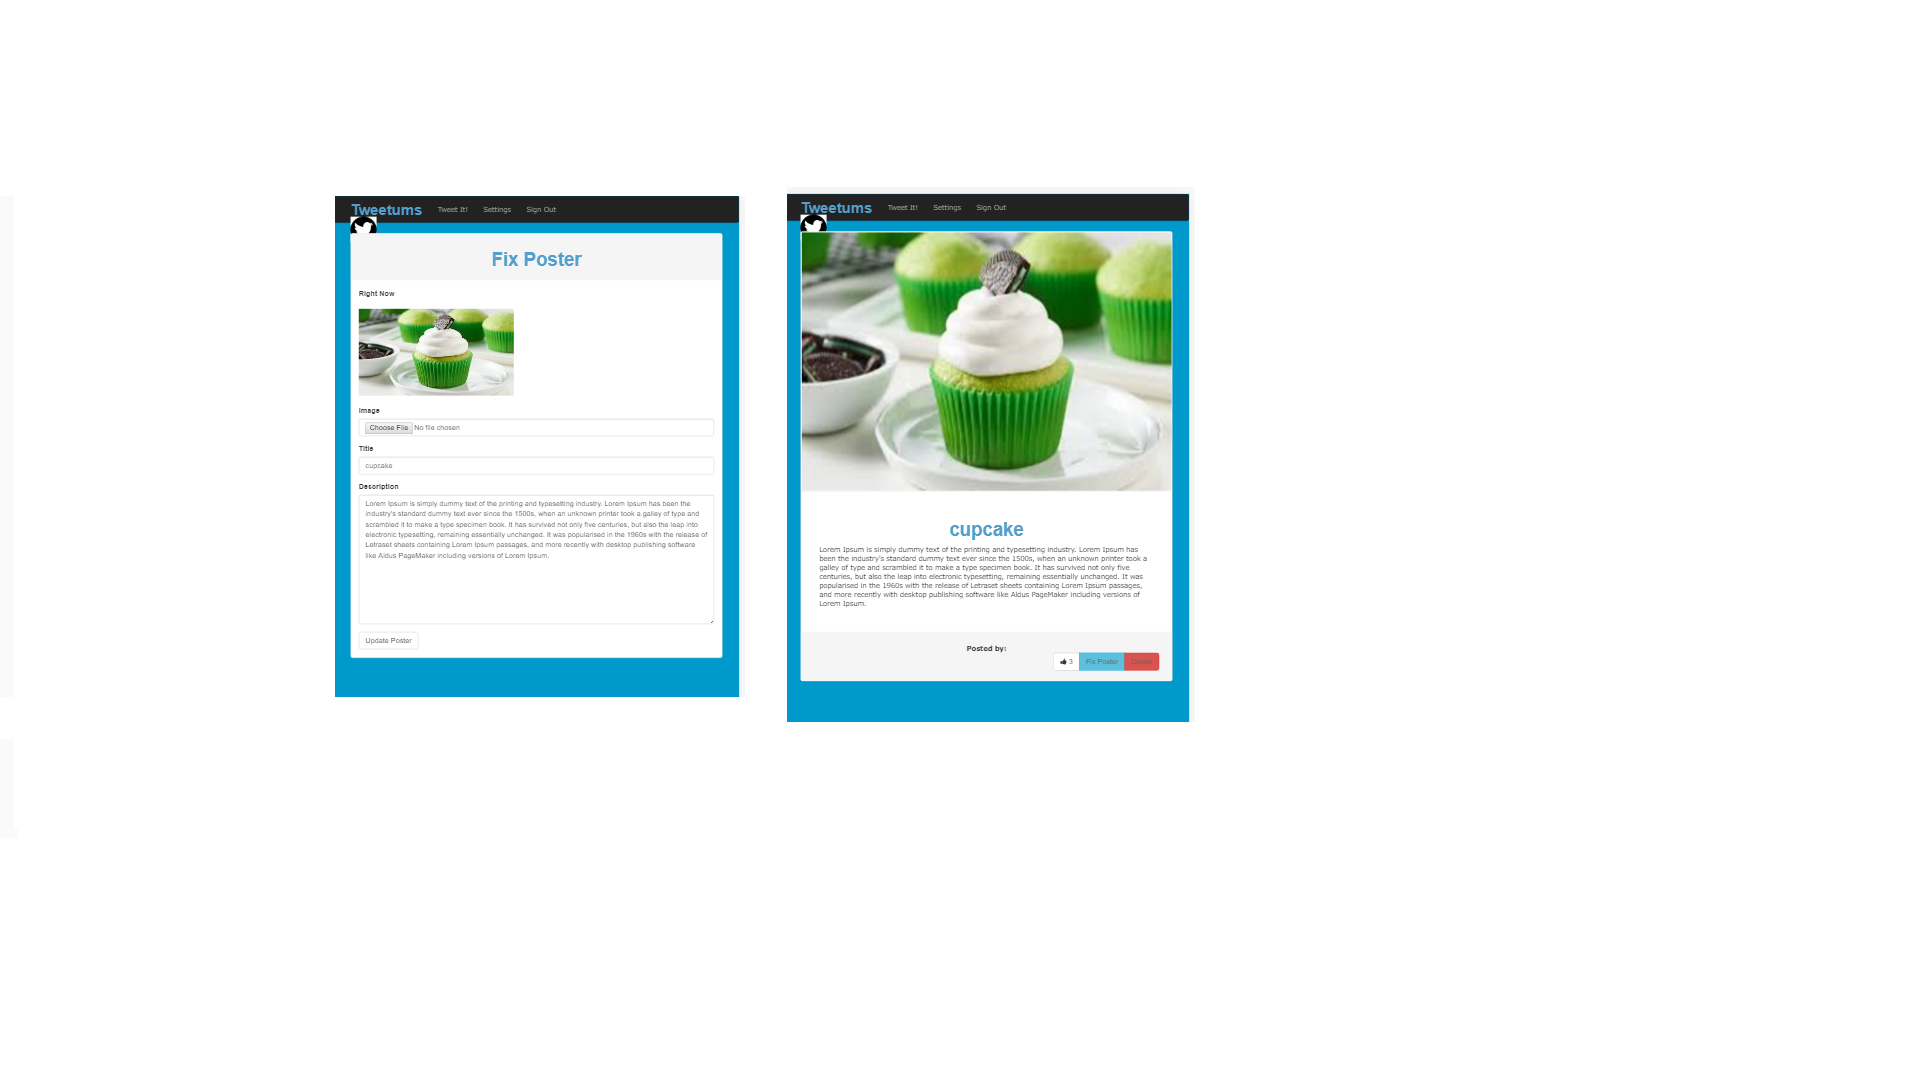 Tweetums Tweet It! Settings Sign Out
Fix Poster
Right Now
Image
Choose File No file chosen
Title
cupcake
Description
Lorem Ipsum is simply dummy text of the printing and typesetting industry. Lorem Ipsum has been the
industry's standard dummy text ever since the 1500s, when an unknown printer took a galley of type and
scrambled it to make a type specimen book. It has survived not only five centuries, but also the leap into
electronic typesetting, remaining essentially unchanged. It was popularised in the 1960s with the release of
Letraset sheets containing Lorem Ipsum passages, and more recently with desktop publishing software
like Aldus PageMaker including versions of Lorem Ipsum.
Update Poster
Tweetums Tweet It! Settings Sign Out
cupcake
Lorem Ipsum is simply dummy text of the printing and typesetting industry. Lorem Ipsum has
been the industry's standard dummy text ever since the 1500s, when an unknown printer took a
galley of type and scrambled it to make a type specimen book. It has survived not only five
centuries, but also the leap into electronic typesetting, remaining essentially unchanged. It was
popularised in the 1960s with the release of Letraset sheets containing Lorem Ipsum passages,
and more recently with desktop publishing software like Aldus PageMaker including versions of
Lorem Ipsum.
Posted by:
3 Fix Poster Delete